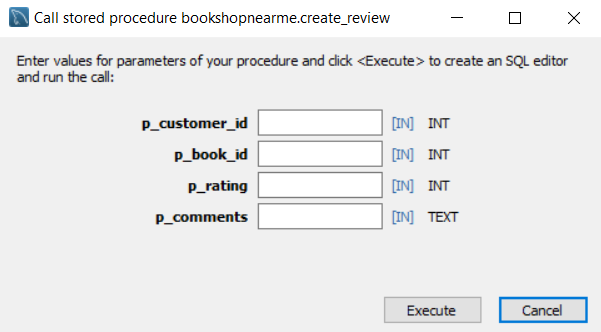 Call stored procedure bookshopnearme.create_review
Enter values for parameters of your procedure and click <Execute> to create an SQL editor
and run the call:
p_customer_id [IN] INT
p_book_id [IN] INT
p_rating [IN] INT
p_comments [IN] TEXT
Execute Cancel